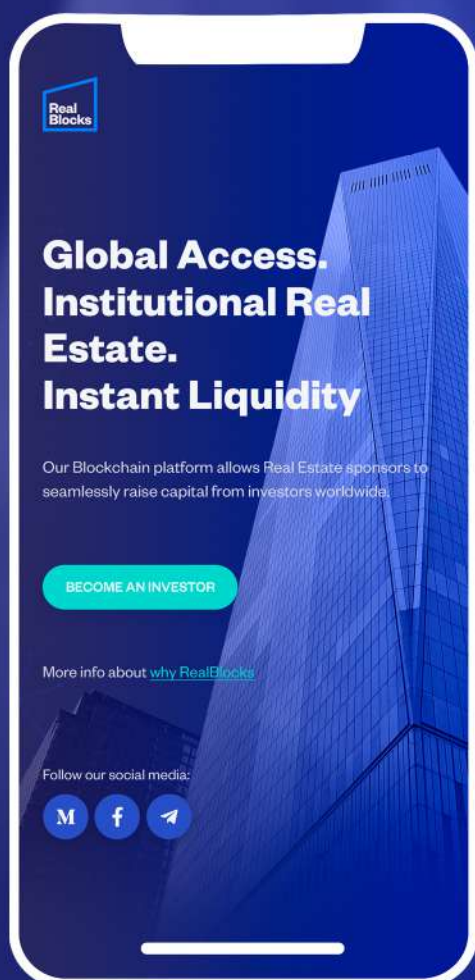 Real
Blocks
Global Access.
Institutional Real
Estate.
Instant Liquidity
Our Blockchain platform allows Real Estate sponsors to
seamlessly raise capital from investors worldwide.
BECOME AN INVESTOR
More info about why RealBlocks
Follow our social media:
M
f